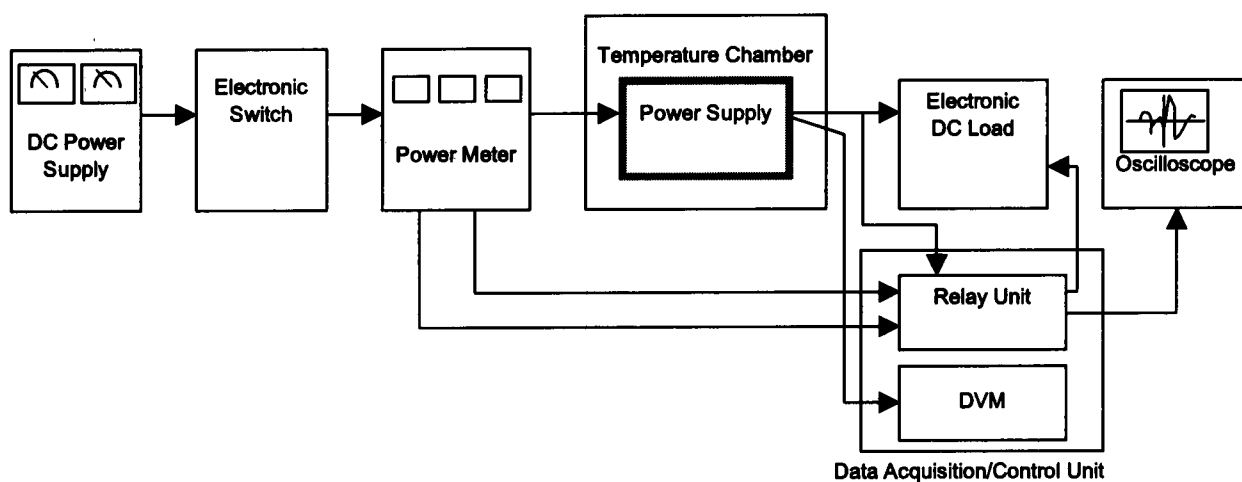 DC Power
Supply
Electronic
Switch
Power Meter
Temperature Chamber
Power Supply
Electronic
DC Load
Oscilloscope
Relay Unit
DVM
Data Acquisition/Control Unit